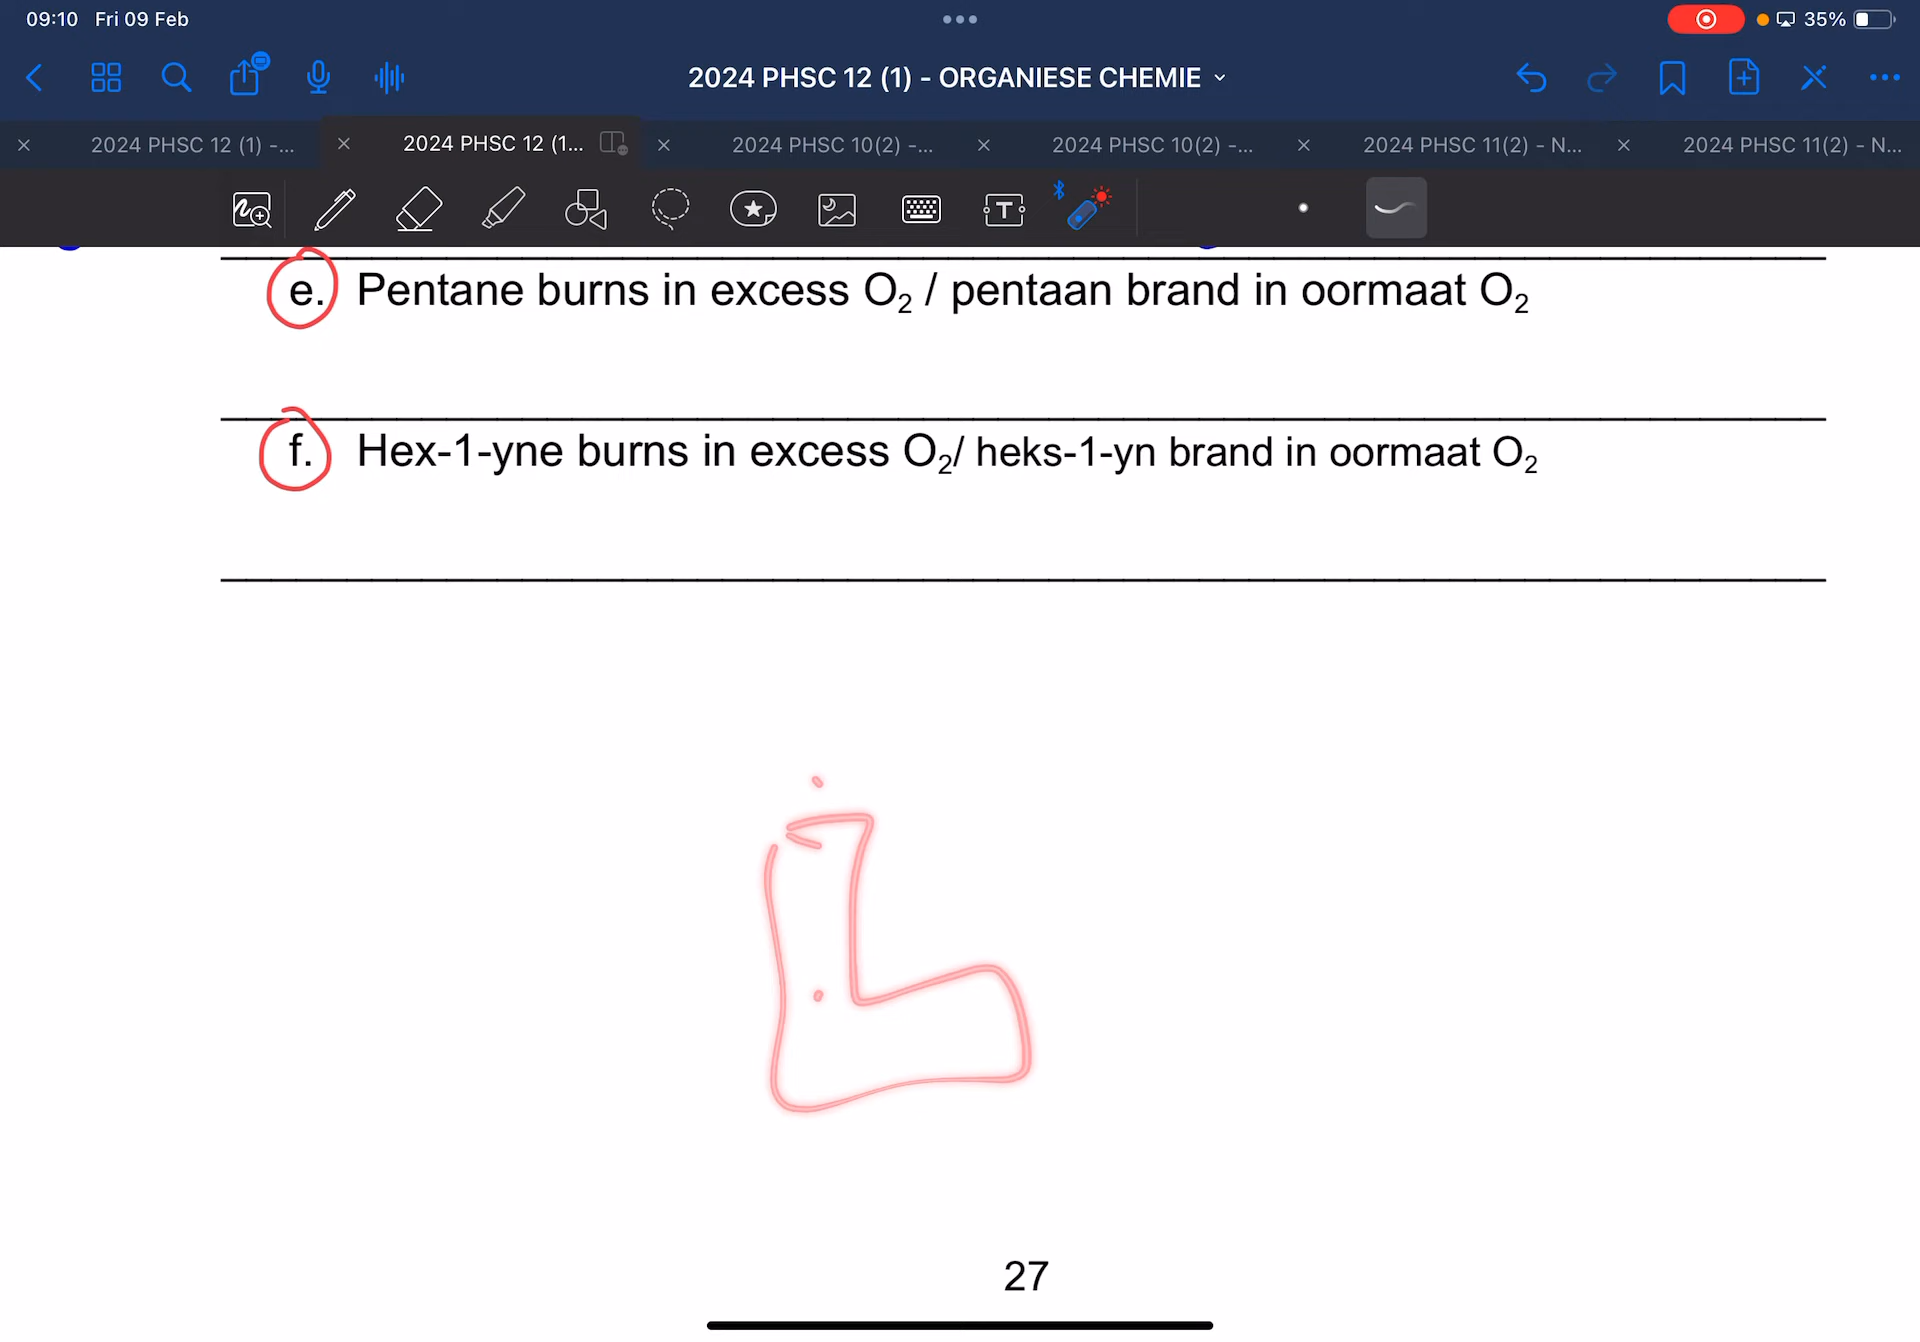 09:10 Fri 09 Feb
35%
2024 PHSC 12 (1) - ORGANIESE CHEMIE
2024 PHSC 12 (1) -... 2024 PHSC 12 (1... 2024 PHSC 10(2) -... 2024 PHSC 10(2) -... 2024 PHSC 11(2) - N... 2024 PHSC 11(2) - N...
e. Pentane burns in excess O₂ / pentaan brand in oormaat O₂
f. Hex-1-yne burns in excess O₂/ heks-1-yn brand in oormaat O₂
27